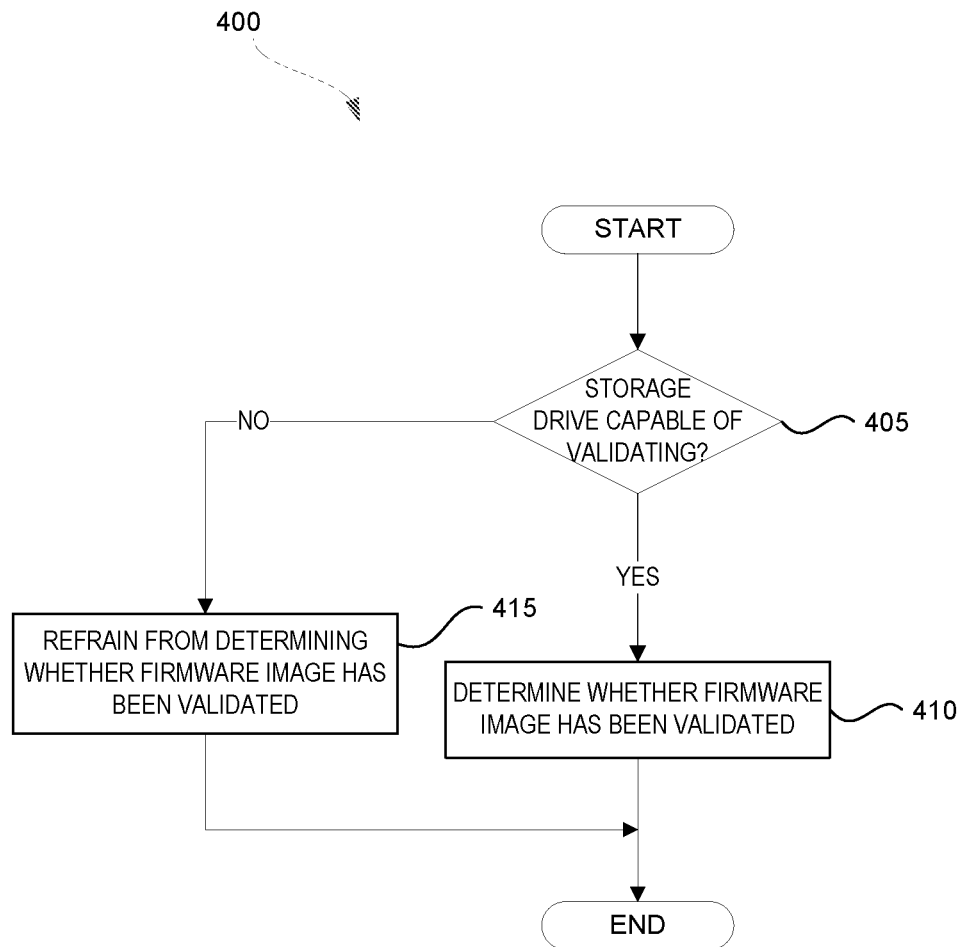 400
START
STORAGE
DRIVE CAPABLE OF
VALIDATING?
405
NO
YES
415
REFRAIN FROM DETERMINING
WHETHER FIRMWARE IMAGE HAS
BEEN VALIDATED
DETERMINE WHETHER FIRMWARE
IMAGE HAS BEEN VALIDATED
410
END